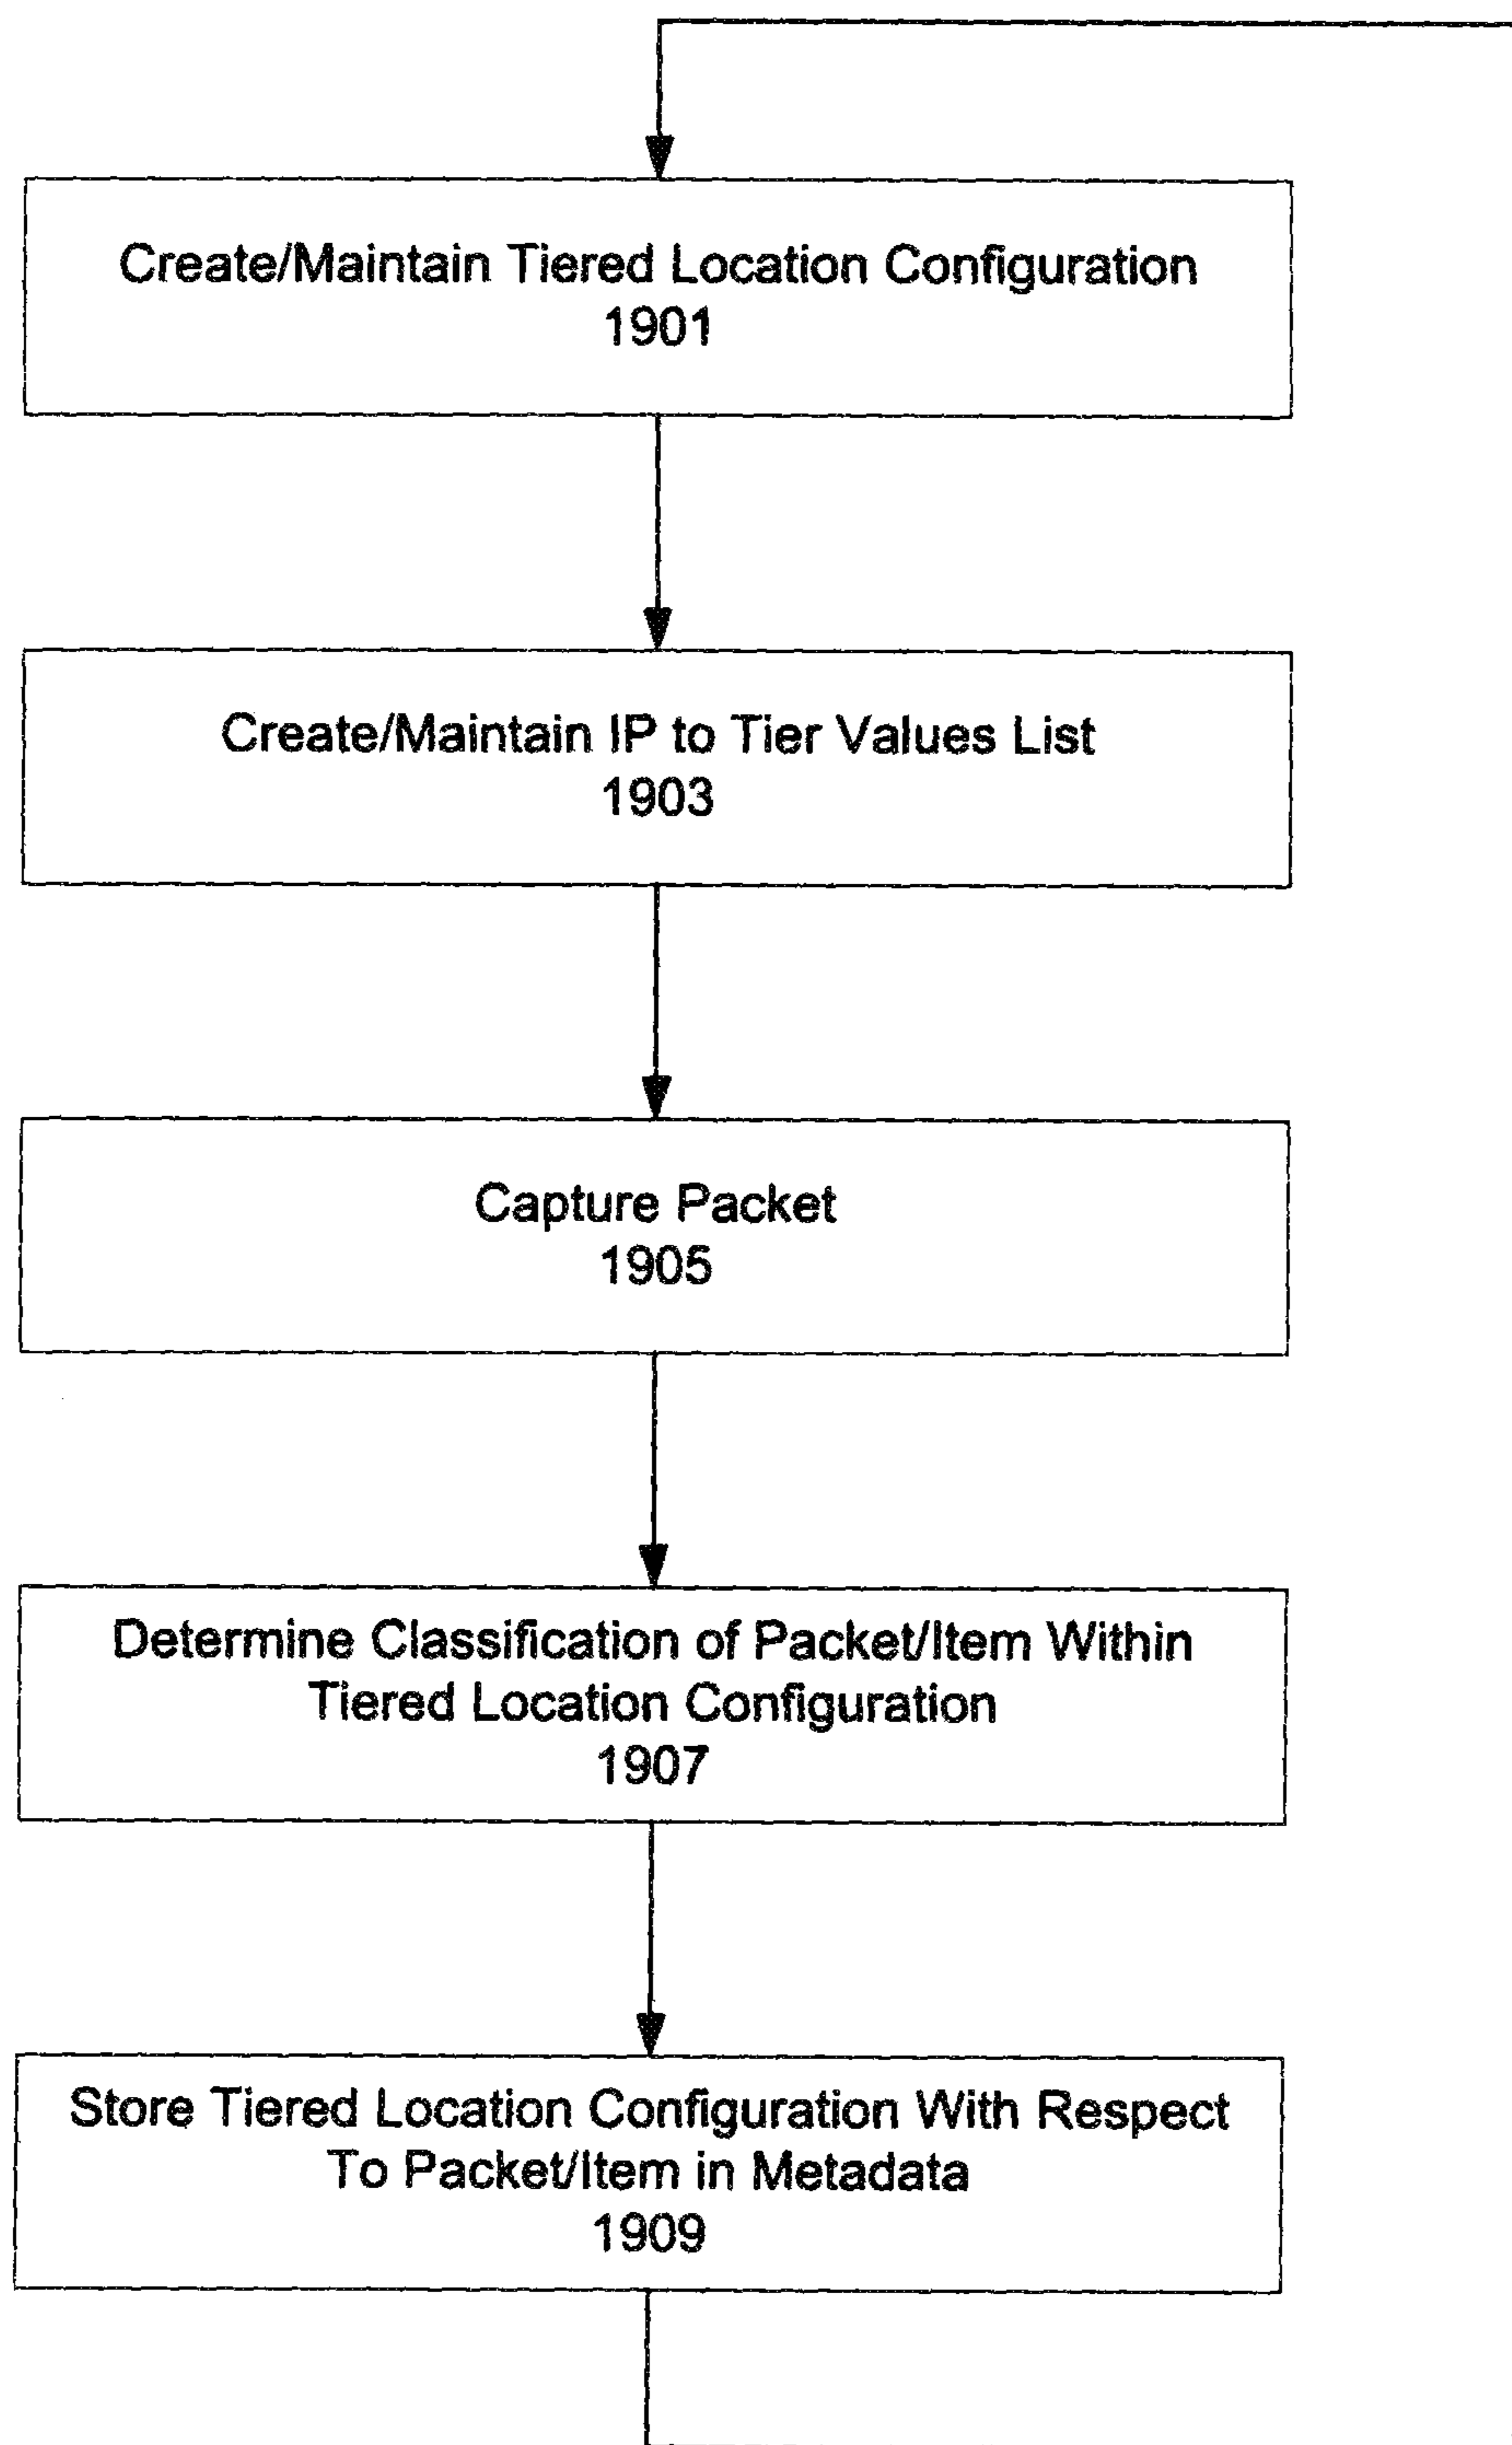 Create/Maintain Tiered Location Configuration
1901
Create/Maintain IP to Tier Values List
1903
Capture Packet
1905
Determine Classification of Packet/Item Within
Tiered Location Configuration
1907
Store Tiered Location Configuration With Respect
To Packet/Item in Metadata
1909